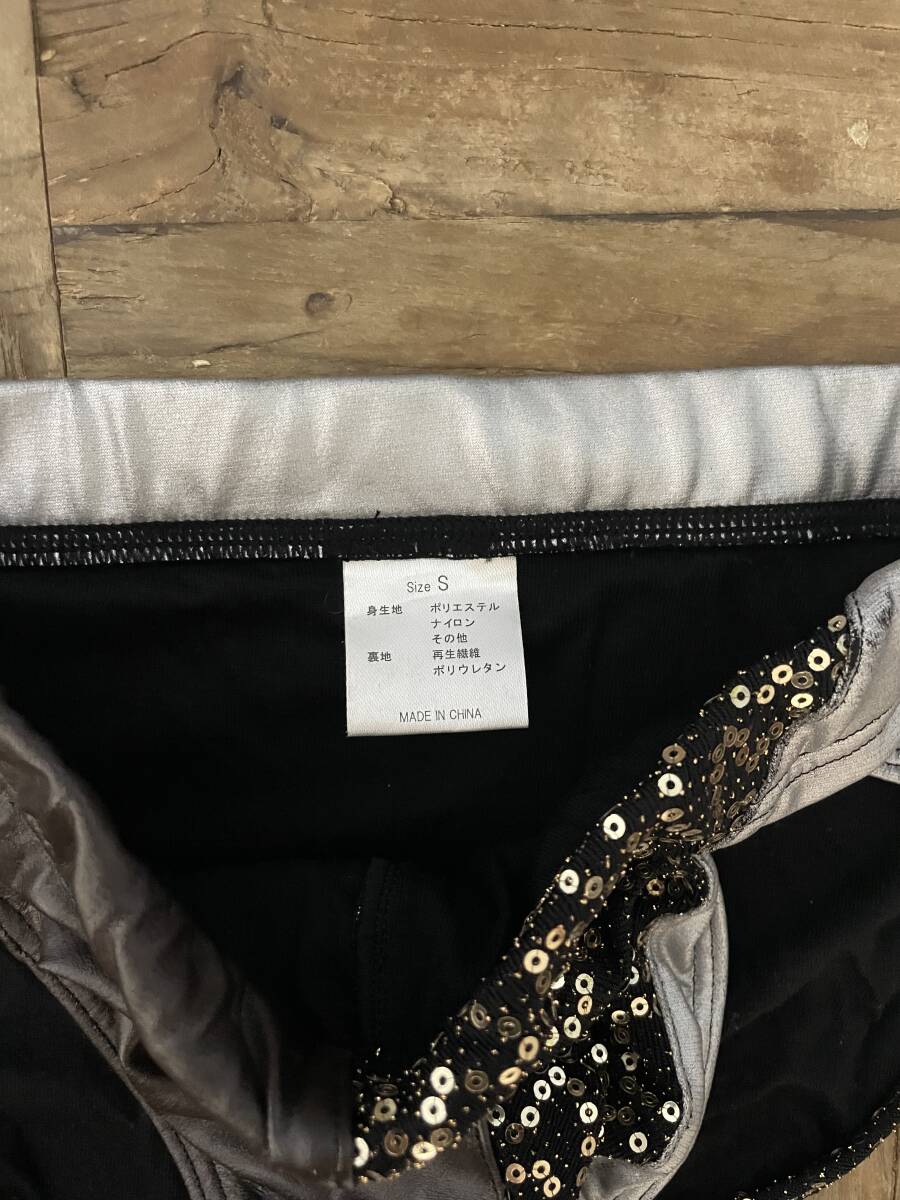 Size S
身生地 ポリエステル
ナイロン
その他
裏地 再生繊維
ポリウレタン
MADE IN CHINA